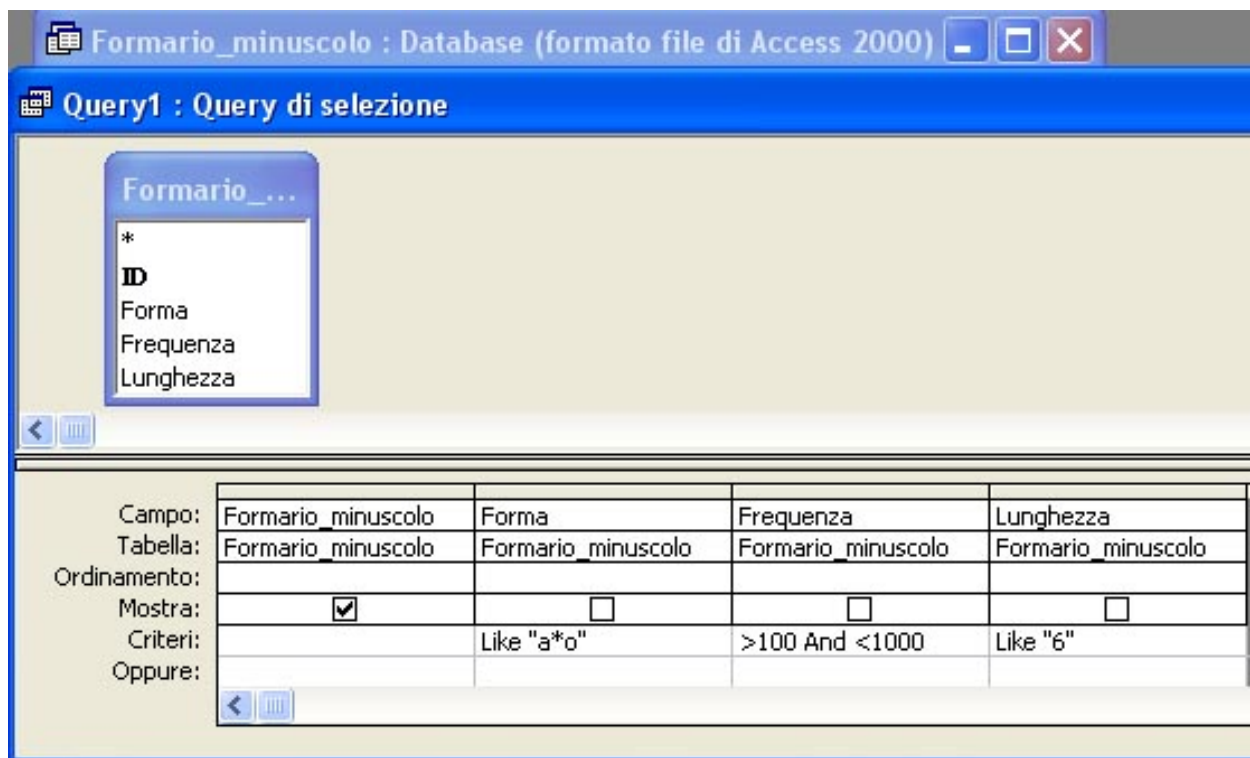 Formario_minuscolo : Database (formato file di Access 2000)
Query1 : Query di selezione
Formario_...
*
ID
Forma
Frequenza
Lunghezza
Campo: Formario_minuscolo Forma Frequenza Lunghezza
Tabella: Formario_minuscolo Formario_minuscolo Formario_minuscolo Formario_minuscolo
Ordinamento:
Mostra:
Criteri: Like "a*o" >100 And <1000 Like "6"
Oppure: